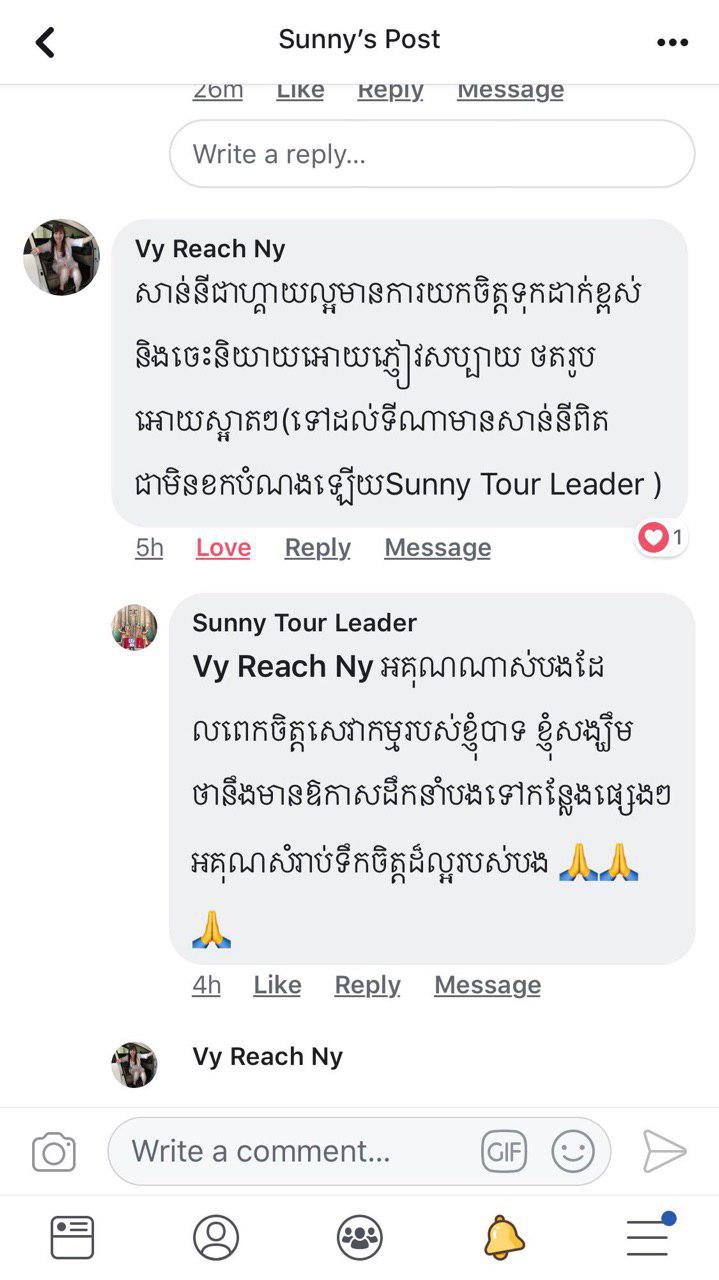 Sunny’s Post
26m Like Reply Message
Write a reply...
Vy Reach Ny
សាន់នីជាហ្គាយល្អមានការយកចិត្តទុកដាក់ខ្ពស់
និងចេះនិយាយអោយភ្ញៀវសប្បាយ ថតរូប
អោយស្អាតៗ(ទៅដល់ទីណាមានសាន់នីពិត
ជាមិនខកបំណងឡើយSunny Tour Leader )
5h Love Reply Message 1
Sunny Tour Leader
Vy Reach Ny អគុណណាស់បងដែ
លពេកចិត្តសេវាកម្មរបស់ខ្ញុំបាទ ខ្ញុំសង្ឃឹម
ថានឹងមានឱកាសដឹកនាំបងទៅកន្លែងផ្សេងៗ
អគុណសំរាប់ទឹកចិត្តដ៏ល្អរបស់បង 🙏🙏
🙏
4h Like Reply Message
Vy Reach Ny
Write a comment... GIF